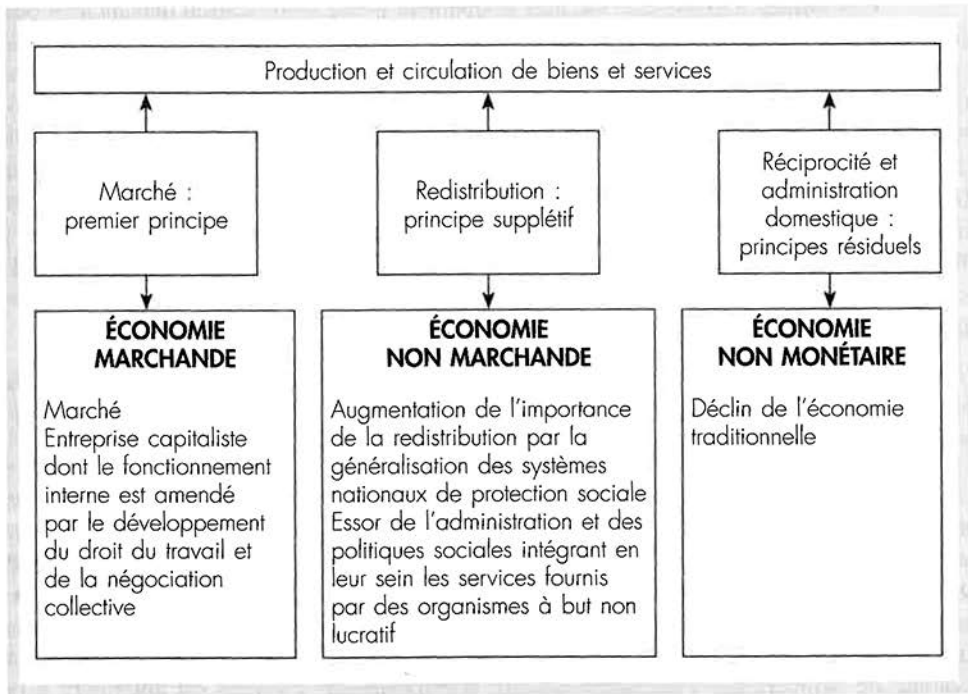 Production et circulation de biens et services
Marché :
premier principe
Redistribution :
principe supplétif
Réciprocité et
administration
domestique :
principes résiduels
ÉCONOMIE
MARCHANDE
Marché
Entreprise capitaliste
dont le fonctionnement
interne est amendé
par le développement
du droit du travail et
de la négociation
collective
ÉCONOMIE
NON MARCHANDE
Augmentation de l'importance
de la redistribution par la
généralisation des systèmes
nationaux de protection sociale
Essor de l'administration et des
politiques sociales intégrant en
leur sein les services fournis
par des organismes à but non
lucratif
ÉCONOMIE
NON MONÉTAIRE
Déclin de l'économie
traditionnelle